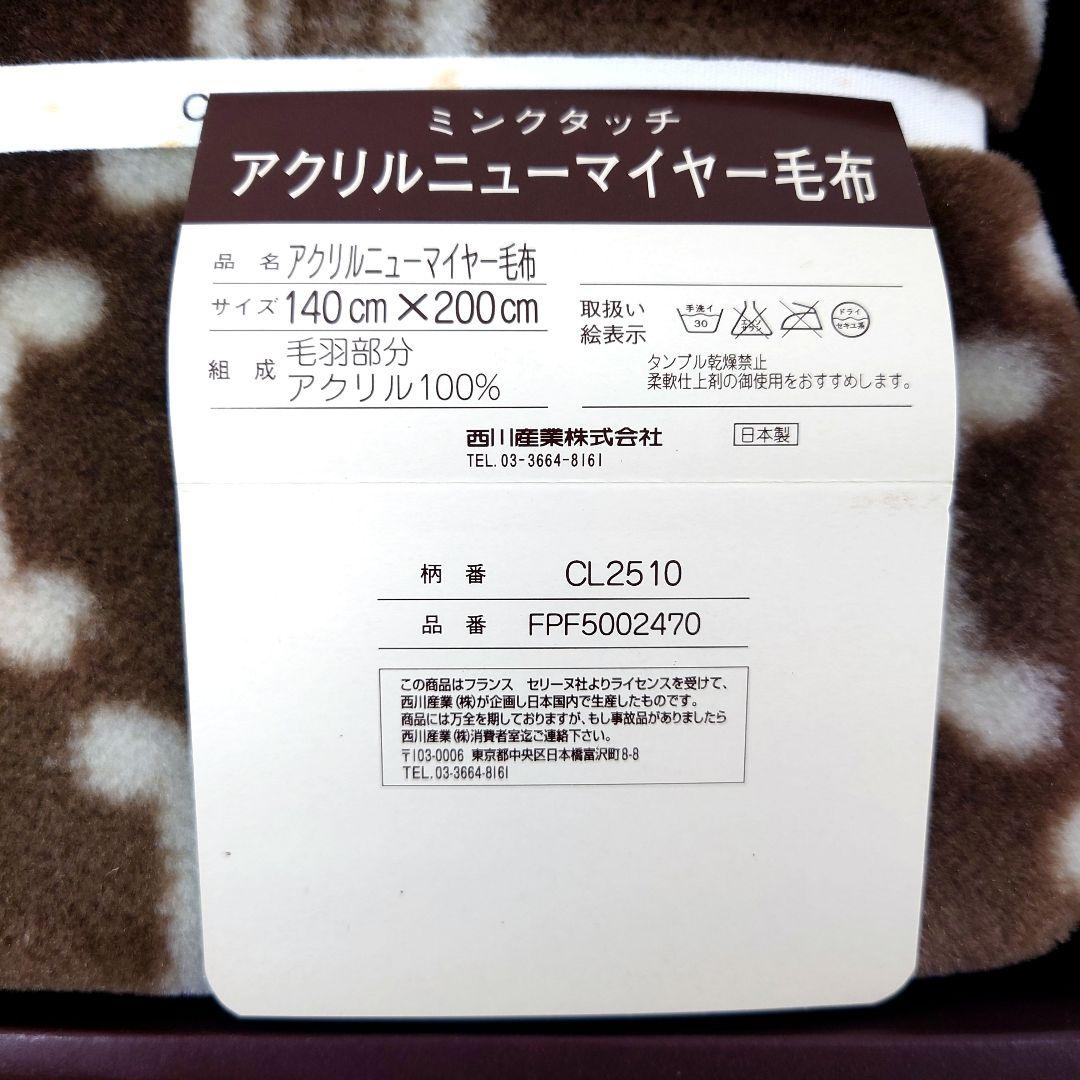 C
ミンクタッチ
アクリルニューマイヤー毛布
品 名 アクリルニューマイヤー毛布
サイズ 140cm×200cm
組 成 毛羽部分
アクリル100%
取扱い
絵表示
手洗イ
30
エンソ
サラシ
ドライ
セキユ系
タンブル乾燥禁止
柔軟仕上剤の御使用をおすすめします。
西川産業株式会社
日本製
TEL.03-3664-8161
柄 番 CL2510
品 番 FPF5002470
この商品はフランス セリーヌ社よりライセンスを受けて、
西川産業(株)が企画し日本国内で生産したものです。
商品には万全を期しておりますが、もし事故品がありましたら
西川産業(株)消費者室迄ご連絡下さい。
〒103-0006 東京都中央区日本橋富沢町8-8
TEL.03-3664-8161